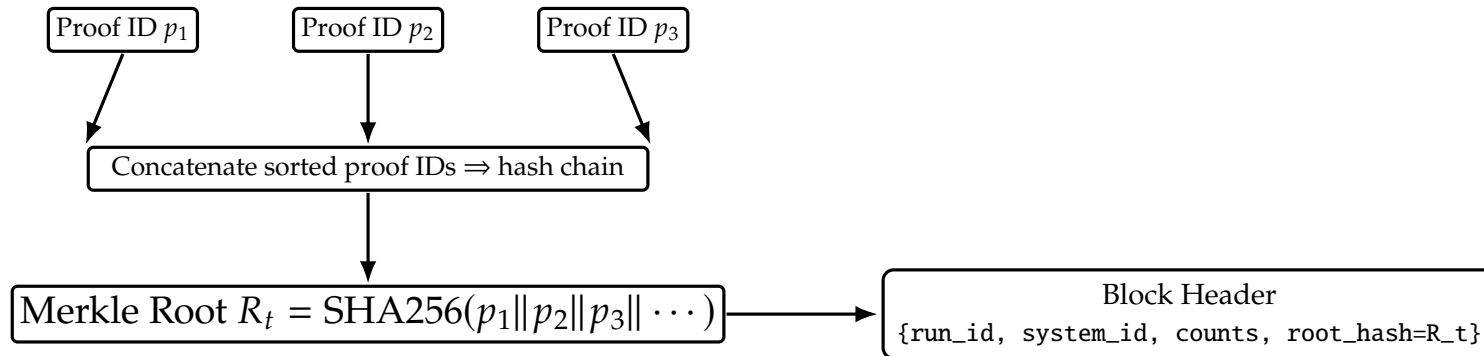 Proof ID p₁
Proof ID p₂
Proof ID p₃
Concatenate sorted proof IDs ⇒ hash chain
Merkle Root Rₜ = SHA256(p₁||p₂||p₃|| ⋯)
Block Header
{run_id, system_id, counts, root_hash=R_t}